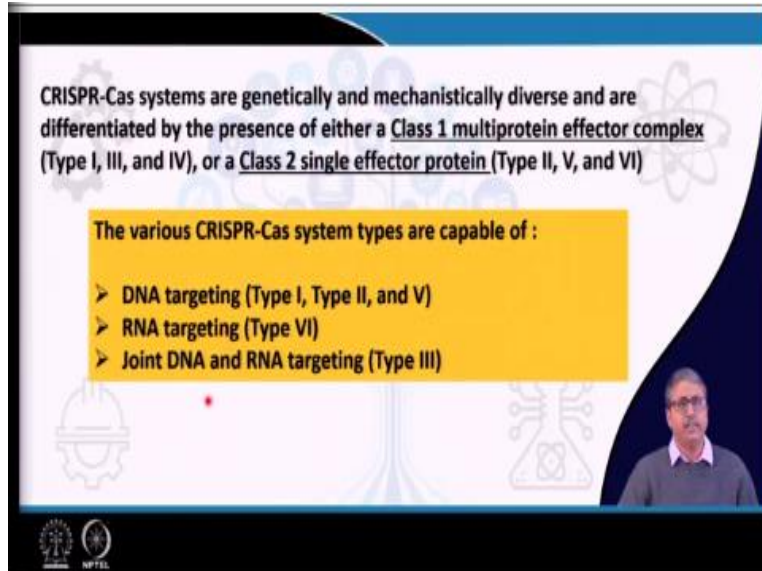 CRISPR-Cas systems are genetically and mechanistically diverse and are
differentiated by the presence of either a Class 1 multiprotein effector complex
(Type I, III, and IV), or a Class 2 single effector protein (Type II, V, and VI)
The various CRISPR-Cas system types are capable of :
➤ DNA targeting (Type I, Type II, and V)
➤ RNA targeting (Type VI)
➤ Joint DNA and RNA targeting (Type III)
NPTEL